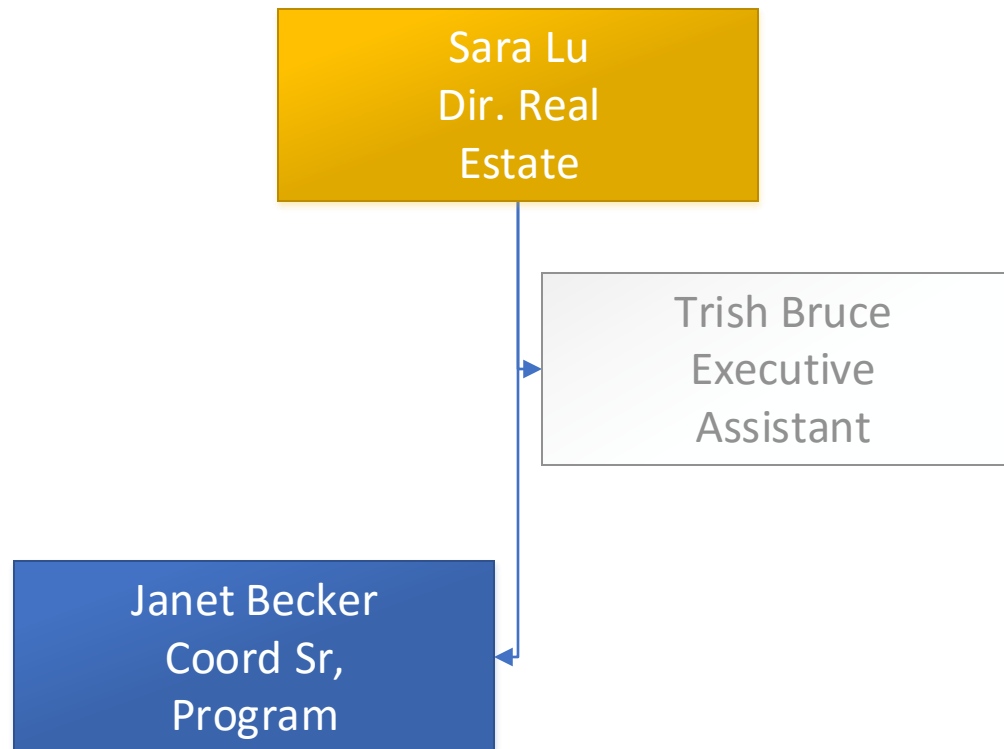 Sara Lu
Dir. Real
Estate
Trish Bruce
Executive
Assistant
Janet Becker
Coord Sr,
Program